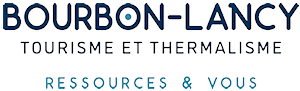 BOURBON-LANCY
TOURISME ET THERMALISME
RESSOURCES & VOUS